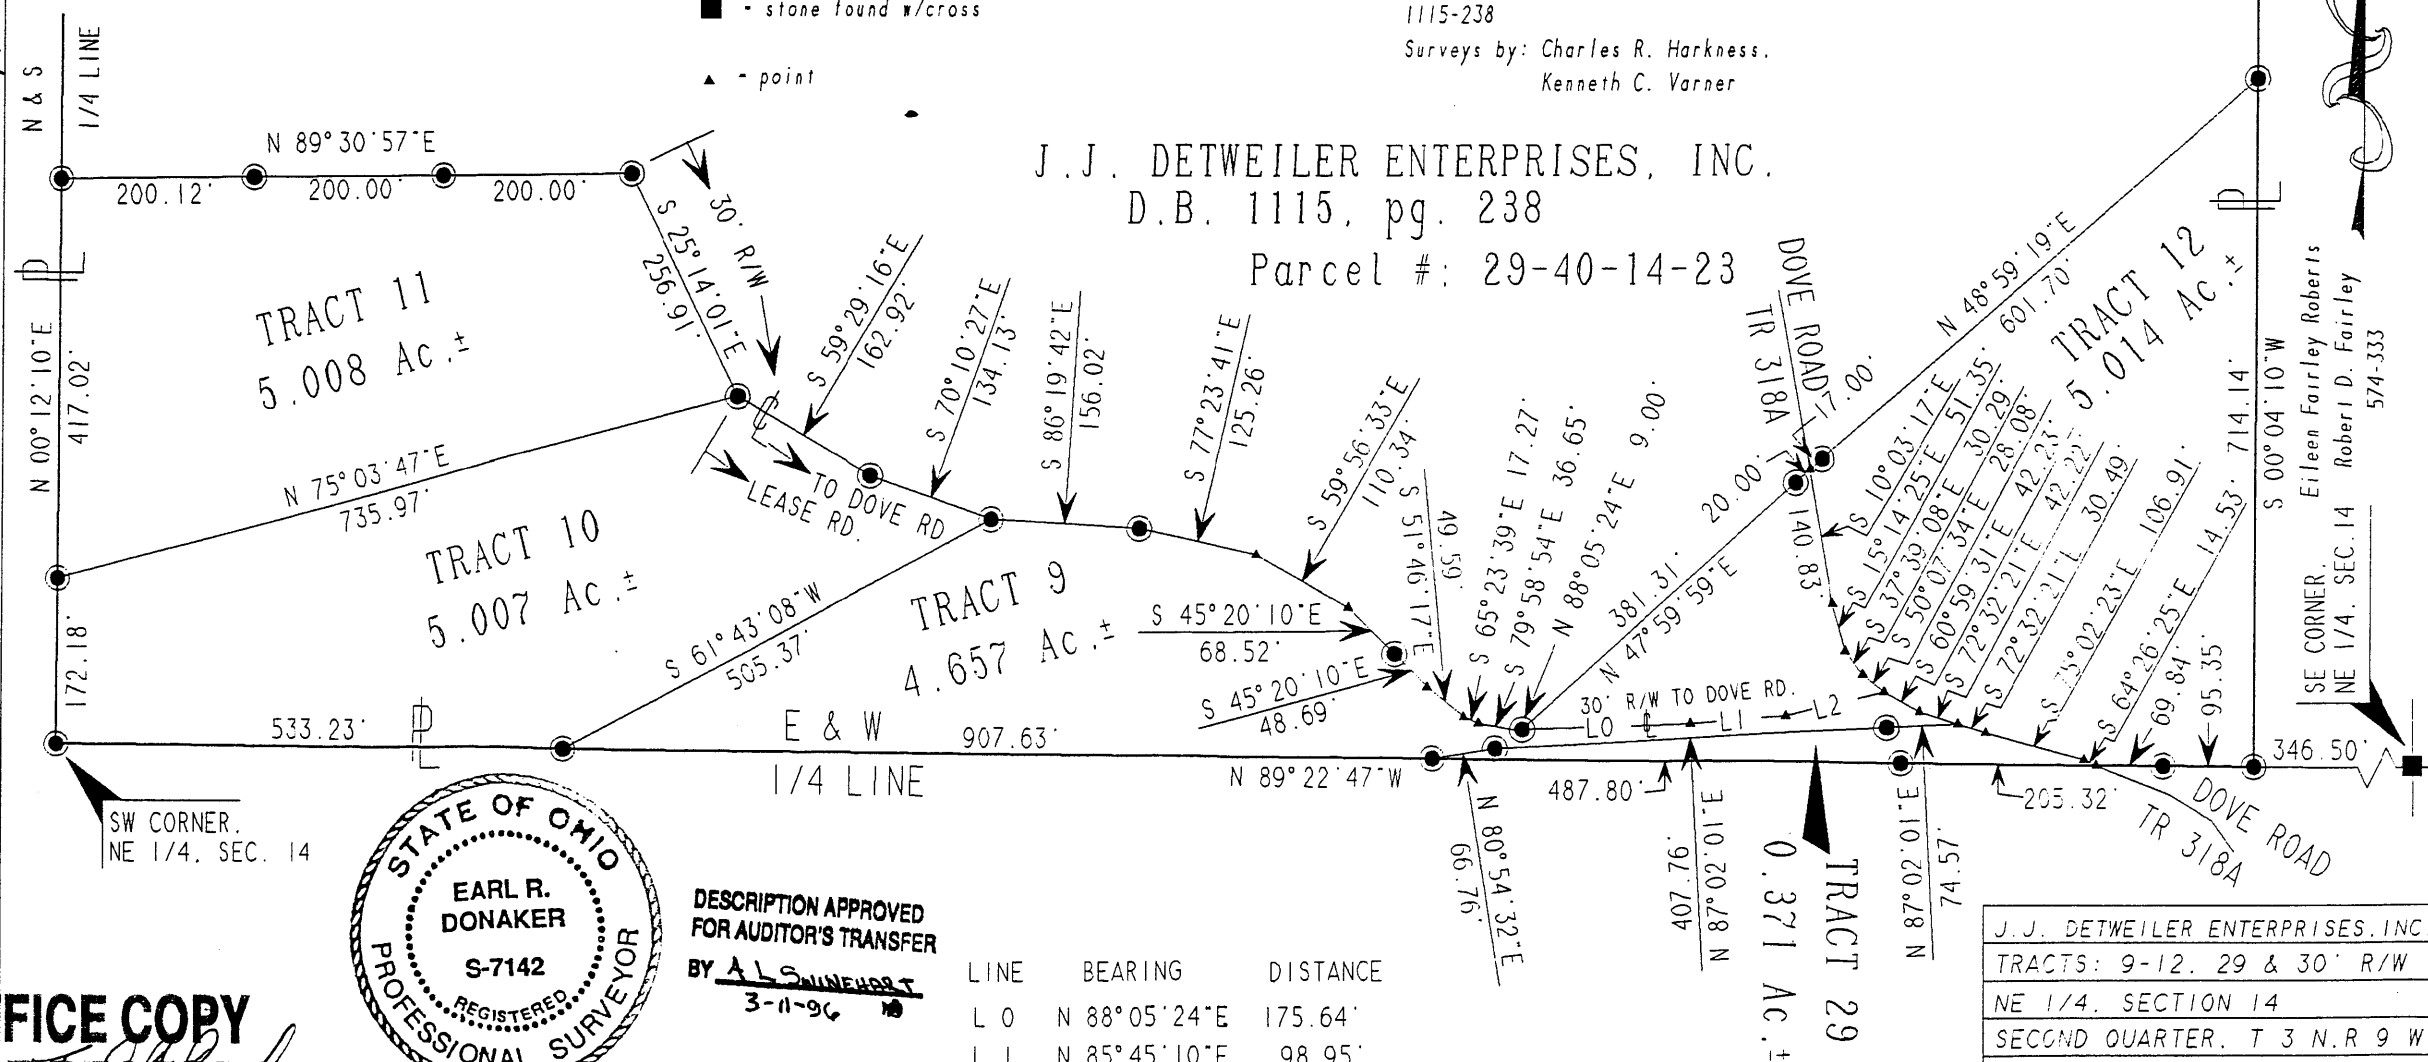 ■ - stone found w/cross
▲ - point
1115-238
Surveys by: Charles R. Harkness,
Kenneth C. Varner
N & S
1/4 LINE
N 89°30'57"E
200.12'
200.00'
200.00'
J.J. DETWEILER ENTERPRISES, INC.
D.B. 1115, pg. 238
Parcel #: 29-40-14-23
30' R/W
S 25°14'01"E
256.91'
TRACT 11
5.008 Ac.±
N 00°12'10"E
417.02'
N 75°03'47"E
735.97'
S 59°29'16"E
162.92'
S 70°10'27"E
134.13'
S 86°19'42"E
156.02'
S 77°23'41"E
125.26'
S 59°56'33"E
110.34'
S 51°46'17"E
49.59'
S 65°23'39"E 17.27'
S 79°58'54"E 36.65'
N 88°05'24"E 9.00'
DOVE ROAD
TR 318A
17.00'
20.00'
N 48°59'19"E
601.70'
TRACT 12
5.014 Ac.±
S 00°04'10"W
714.14'
Eileen Fairley Roberts
Robert D. Fairley
574-333
SE CORNER,
NE 1/4, SEC.14
TO DOVE RD
LEASE RD.
TRACT 10
5.007 Ac.±
172.18'
S 61°43'08"W
505.37'
TRACT 9
4.657 Ac.±
S 45°20'10"E
68.52'
S 45°20'10"E
48.69'
381.31'
N 47°59'59"E
140.83'
S 10°03'17"E
S 15°14'25"E 51.35'
S 37°39'08"E 30.29'
S 50°07'34"E 28.08'
S 60°59'31"E 42.23'
S 72°32'21"E 42.22'
S 72°32'21"E 30.49'
S 75°02'23"E 106.91'
S 64°26'25"E 14.53'
69.84'
95.35'
346.50'
30' R/W TO DOVE RD.
L0
L1
L2
533.23'
E & W
1/4 LINE
907.63'
N 89°22'47"W
487.80'
205.32'
N 80°54'32"E
66.76'
N 87°02'01"E
407.76'
TRACT 29
0.371 Ac.±
N 87°02'01"E
74.57'
DOVE ROAD
TR 318A
SW CORNER,
NE 1/4, SEC. 14
STATE OF OHIO
EARL R.
DONAKER
S-7142
REGISTERED
PROFESSIONAL SURVEYOR
DESCRIPTION APPROVED
FOR AUDITOR'S TRANSFER
BY A L SWINEHART
3-11-96
FICE COPY
LINE BEARING DISTANCE
L 0 N 88°05'24"E 175.64'
L 1 N 85°45'10"E 98.95'
J.J. DETWEILER ENTERPRISES, INC.
TRACTS: 9-12, 29 & 30' R/W
NE 1/4, SECTION 14
SECOND QUARTER, T 3 N,R 9 W